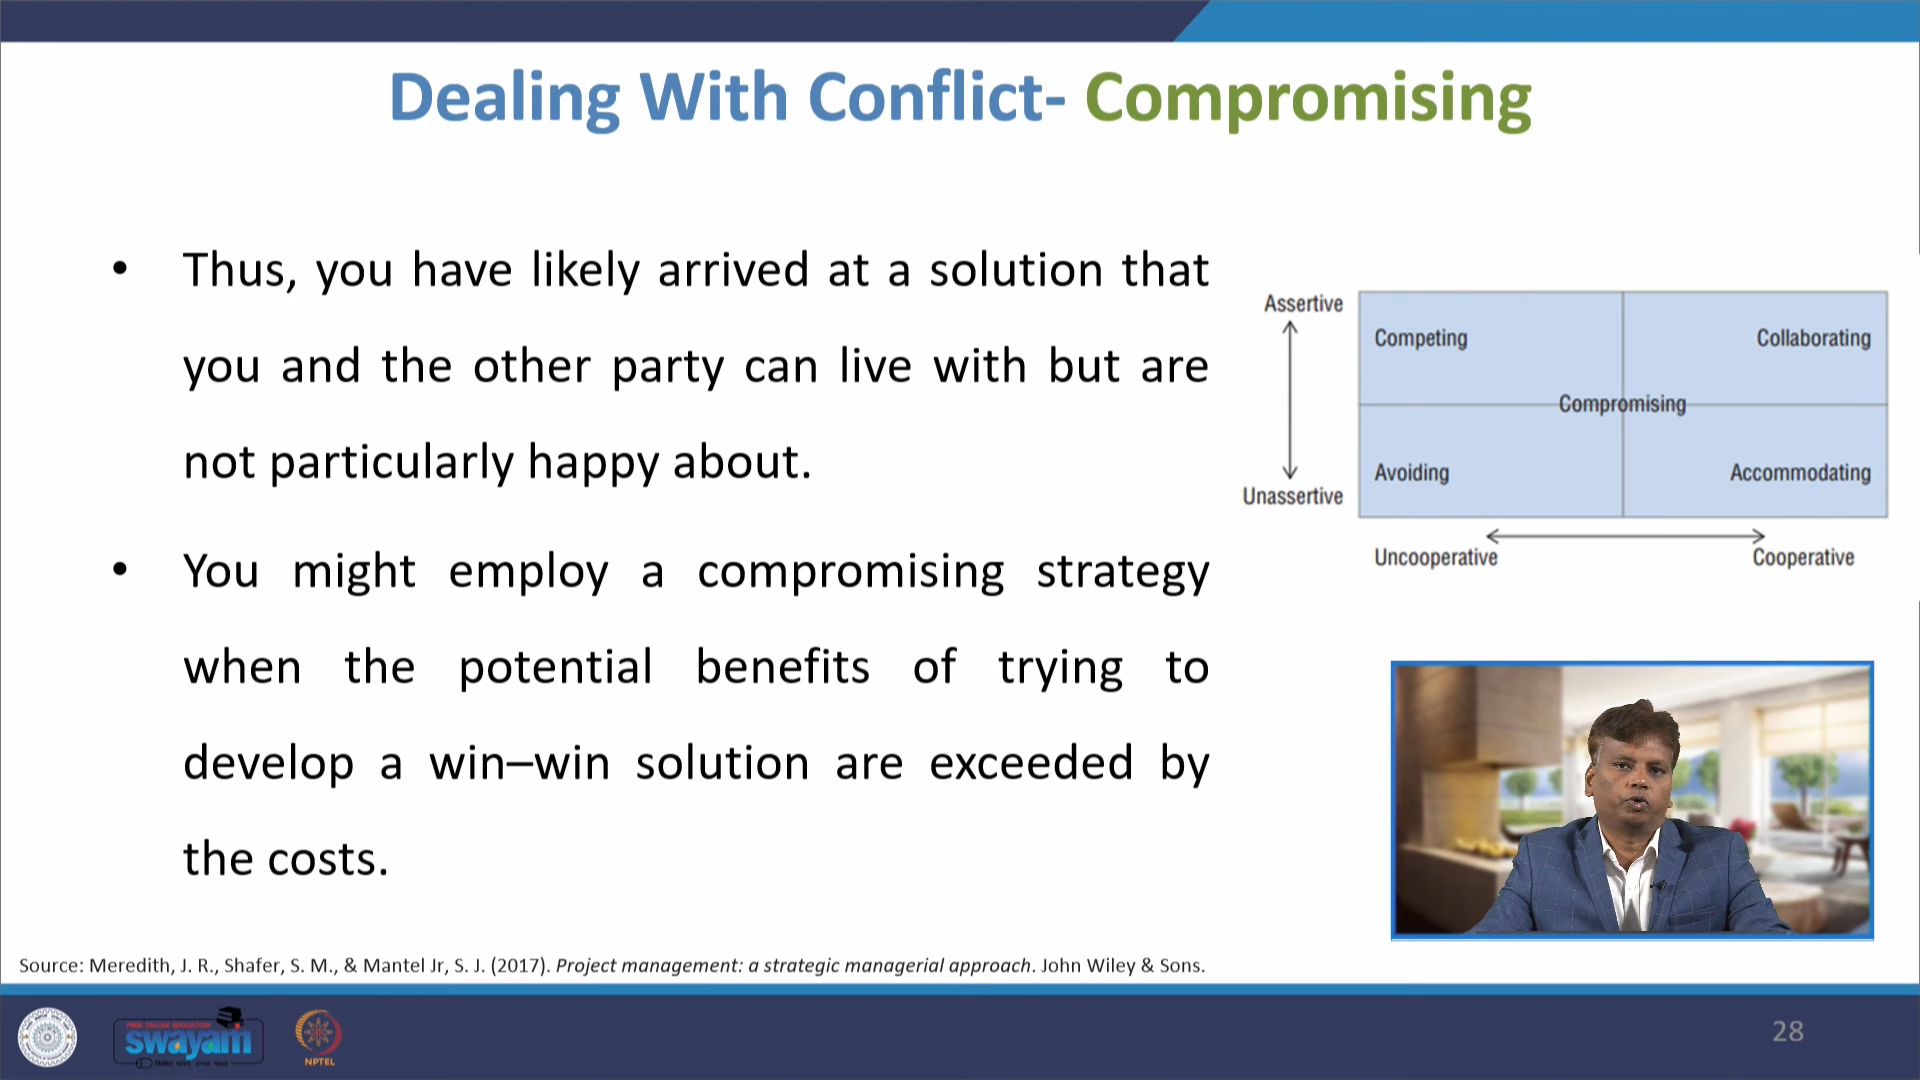 Dealing With Conflict- Compromising
• Thus, you have likely arrived at a solution that
you and the other party can live with but are
not particularly happy about.
• You might employ a compromising strategy
when the potential benefits of trying to
develop a win–win solution are exceeded by
the costs.
Assertive
Unassertive
Competing
Collaborating
Compromising
Avoiding
Accommodating
Uncooperative
Cooperative
Source: Meredith, J. R., Shafer, S. M., & Mantel Jr, S. J. (2017). Project management: a strategic managerial approach. John Wiley & Sons.
FREE ONLINE EDUCATION
swayam
NPTEL
28